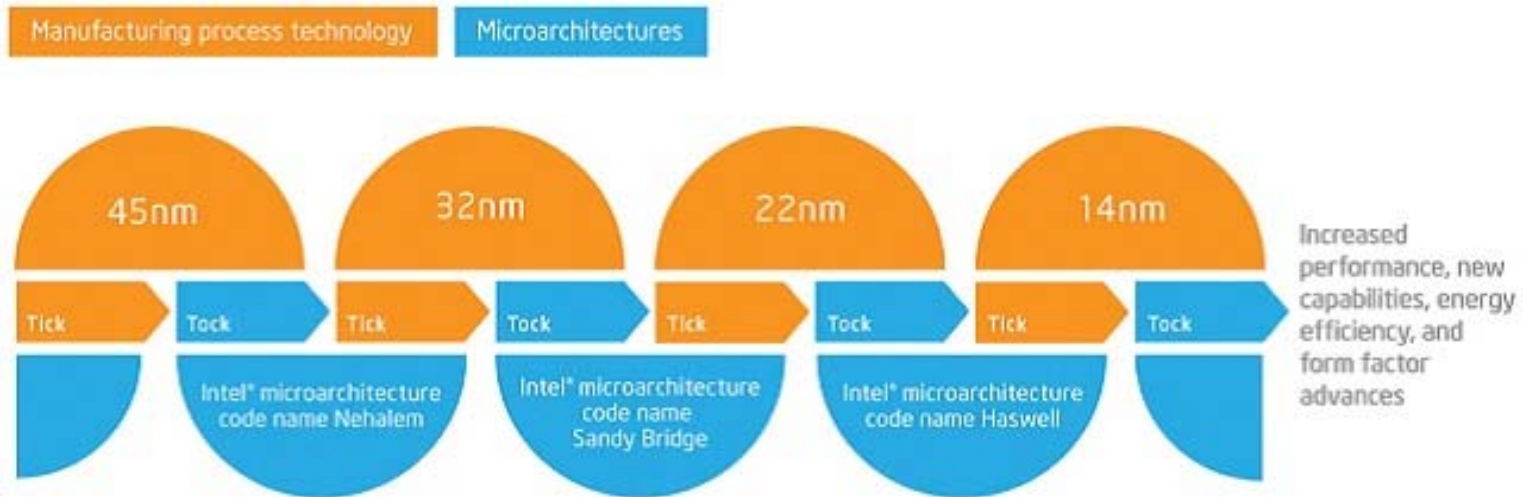 Manufacturing process technology
Microarchitectures
45nm
32nm
22nm
14nm
Tick
Tock
Tick
Tock
Tick
Tock
Tick
Tock
Intel® microarchitecture
code name Nehalem
Intel® microarchitecture
code name
Sandy Bridge
Intel® microarchitecture
code name Haswell
Increased
performance, new
capabilities, energy
efficiency, and
form factor
advances